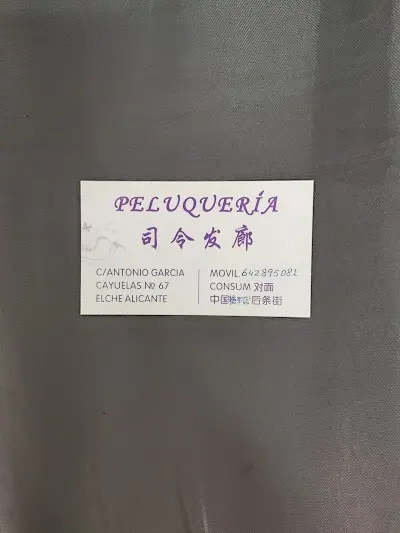 PELUQUERÍA
司令发廊
C/ANTONIO GARCIA
CAYUELAS Nº 67
ELCHE ALICANTE
MOVIL 642895081
CONSUM 对面
中国 后条街